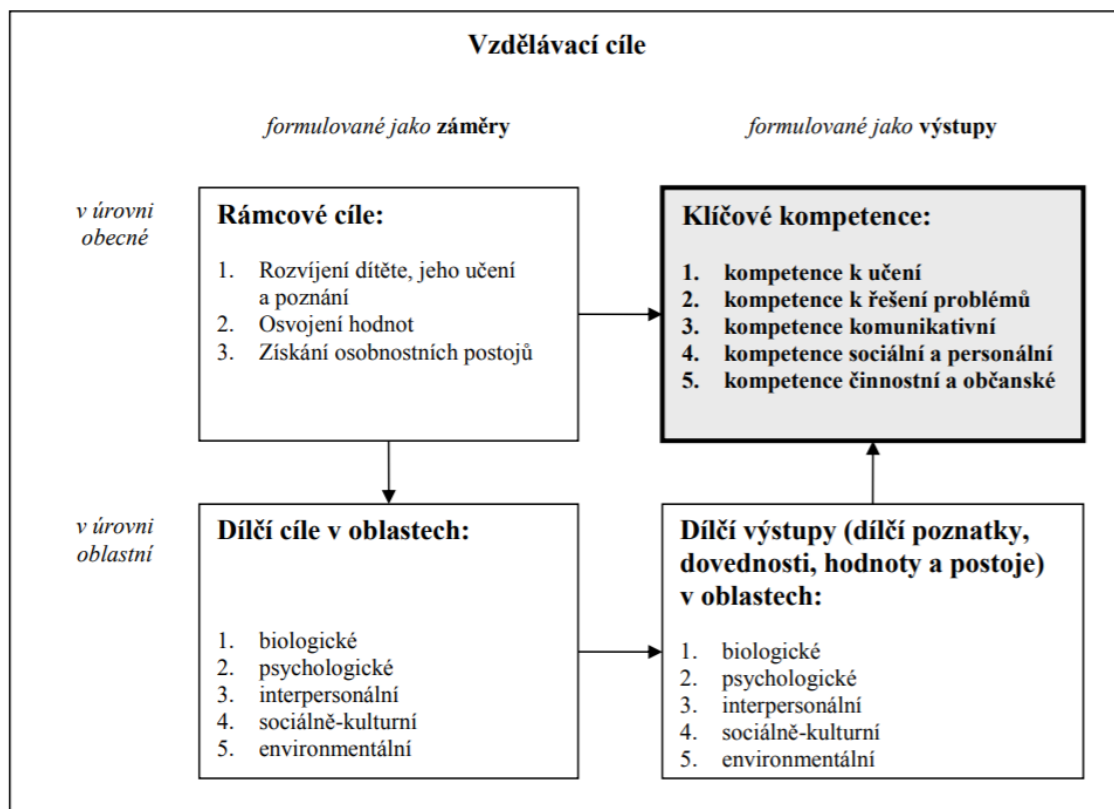 Vzdělávací cíle
formulované jako záměry
formulované jako výstupy
v úrovni
obecné
Rámcové cíle:
1. Rozvíjení dítěte, jeho učení
a poznání
2. Osvojení hodnot
3. Získání osobnostních postojů
Klíčové kompetence:
1. kompetence k učení
2. kompetence k řešení problémů
3. kompetence komunikativní
4. kompetence sociální a personální
5. kompetence činnostní a občanské
v úrovni
oblastní
Dílčí cíle v oblastech:
1. biologické
2. psychologické
3. interpersonální
4. sociálně-kulturní
5. environmentální
Dílčí výstupy (dílčí poznatky,
dovednosti, hodnoty a postoje)
v oblastech:
1. biologické
2. psychologické
3. interpersonální
4. sociálně-kulturní
5. environmentální